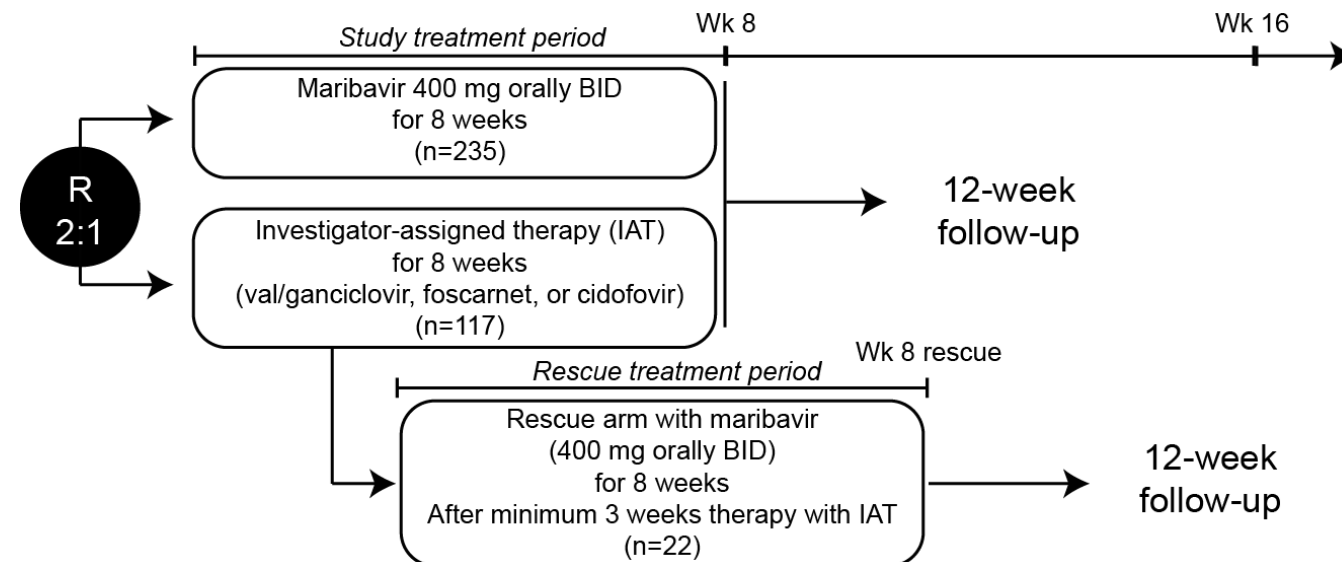 Study treatment period
Wk 8
Wk 16
Maribavir 400 mg orally BID
for 8 weeks
(n=235)
R
2:1
Investigator-assigned therapy (IAT)
for 8 weeks
(val/ganciclovir, foscarnet, or cidofovir)
(n=117)
12-week
follow-up
Rescue treatment period
Wk 8 rescue
Rescue arm with maribavir
(400 mg orally BID)
for 8 weeks
After minimum 3 weeks therapy with IAT
(n=22)
12-week
follow-up